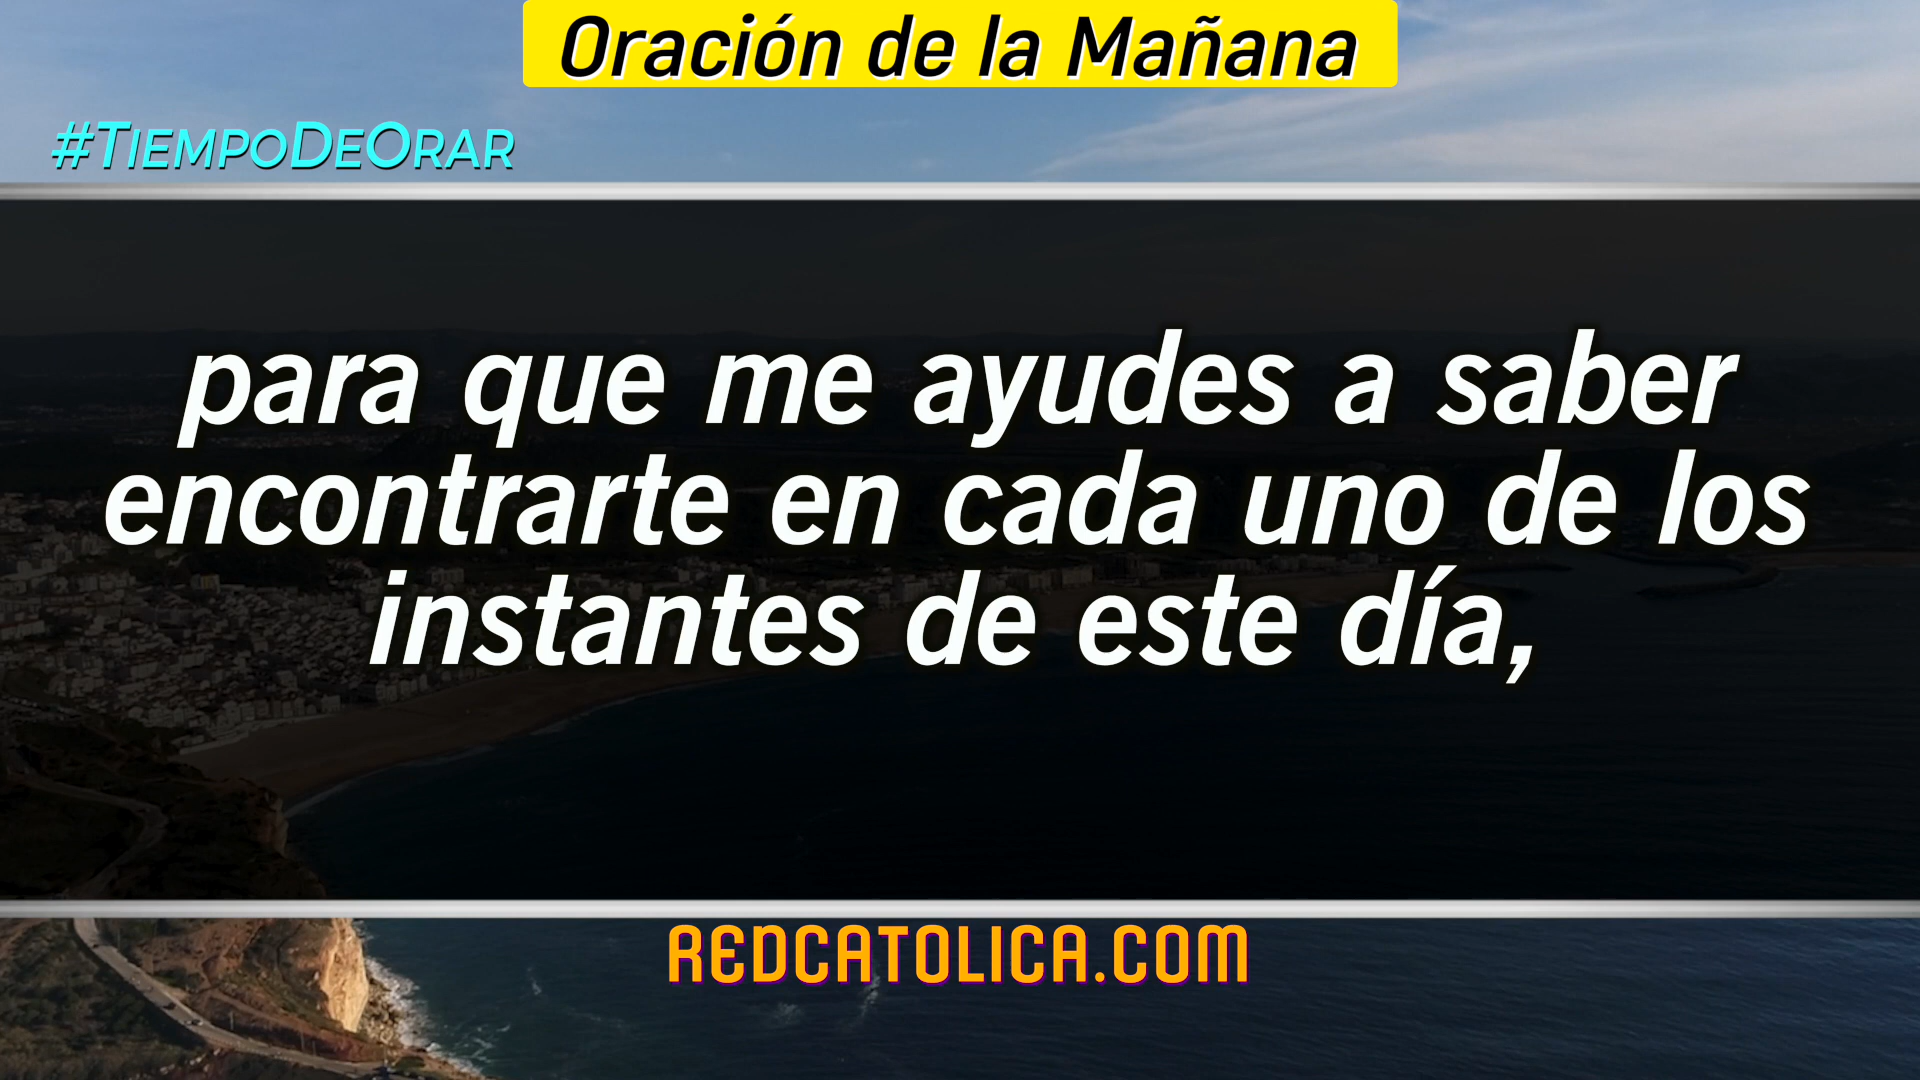 Oración de la Mañana
#TiempoDeOrar
para que me ayudes a saber
encontrarte en cada uno de los
instantes de este día,
REDCATOLICA.COM